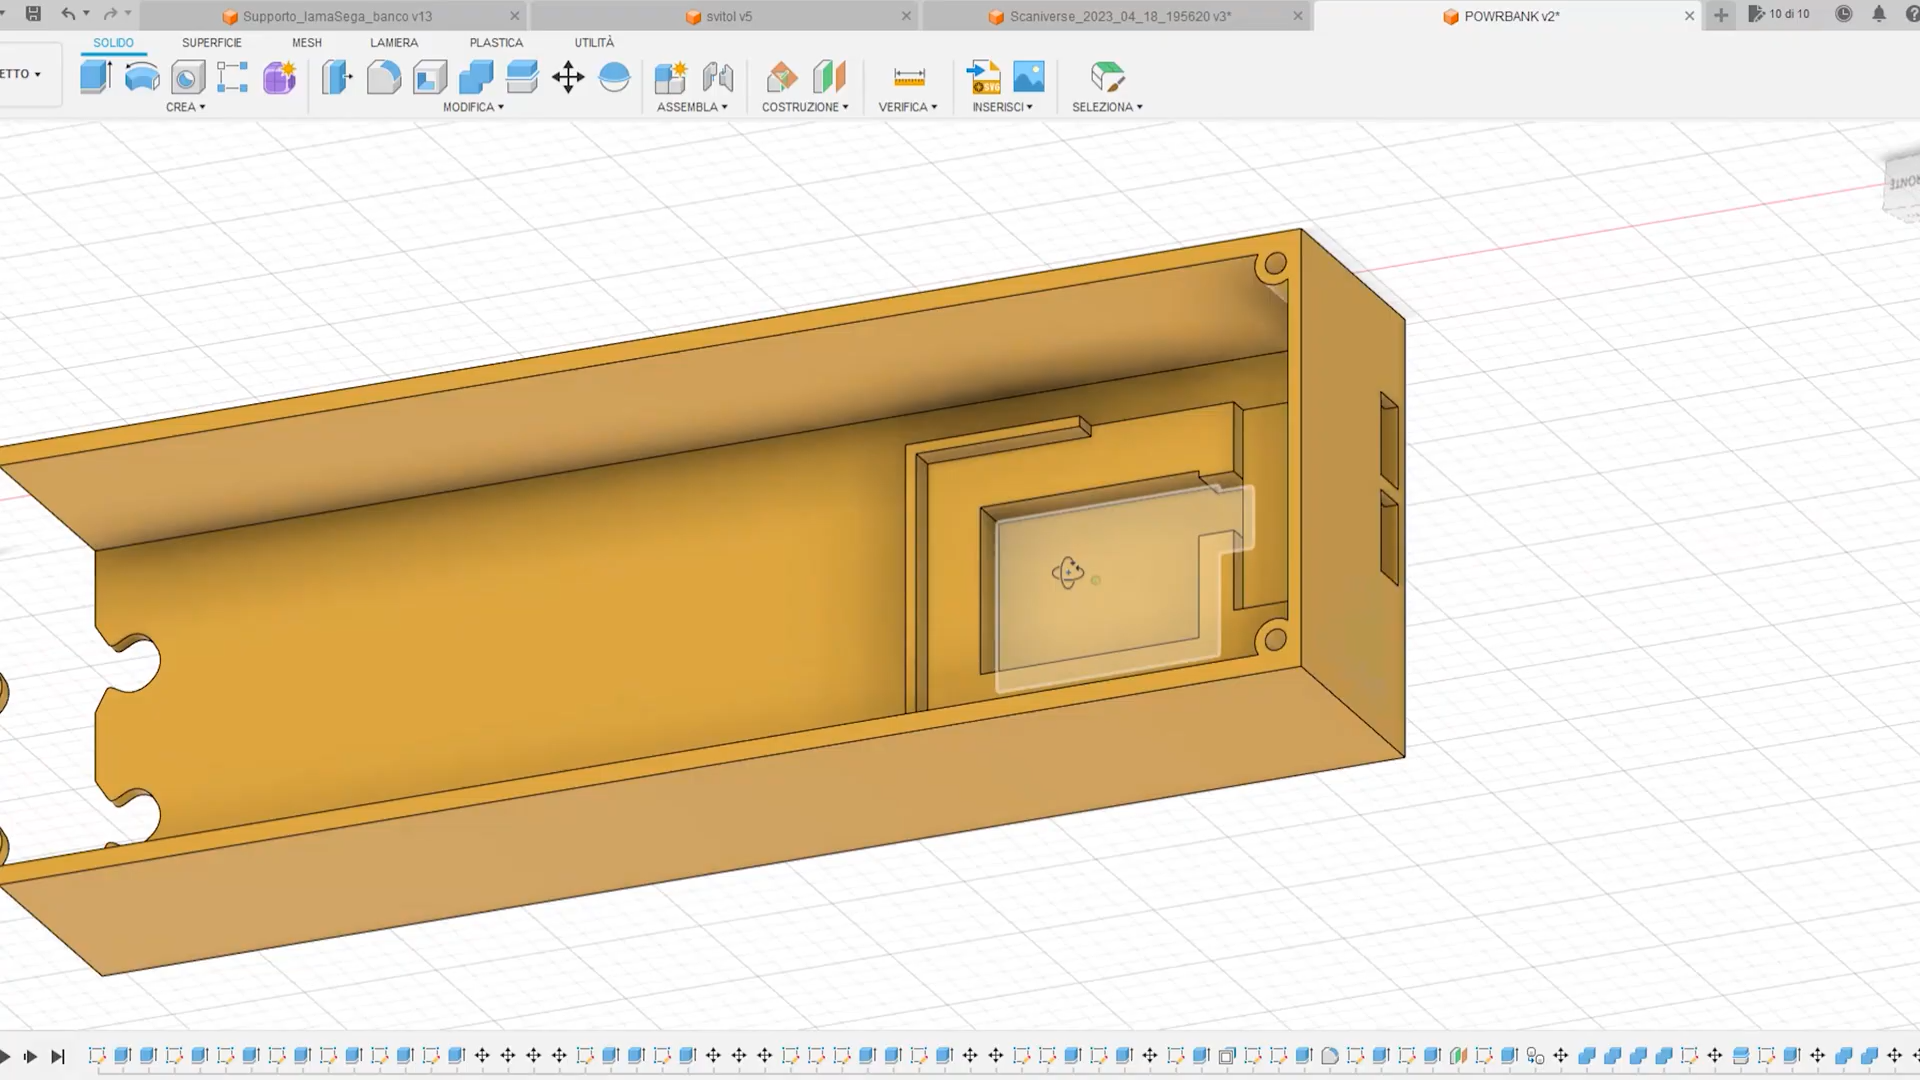 Supporto_lamaSega_banco v13
svitol v5
Scaniverse_2023_04_18_195620 v3*
POWRBANK v2*
10 di 10
SOLIDO
SUPERFICIE
MESH
LAMIERA
PLASTICA
UTILITÀ
ETTO
CREA
MODIFICA
ASSEMBLA
COSTRUZIONE
VERIFICA
INSERISCI
SELEZIONA
SVG